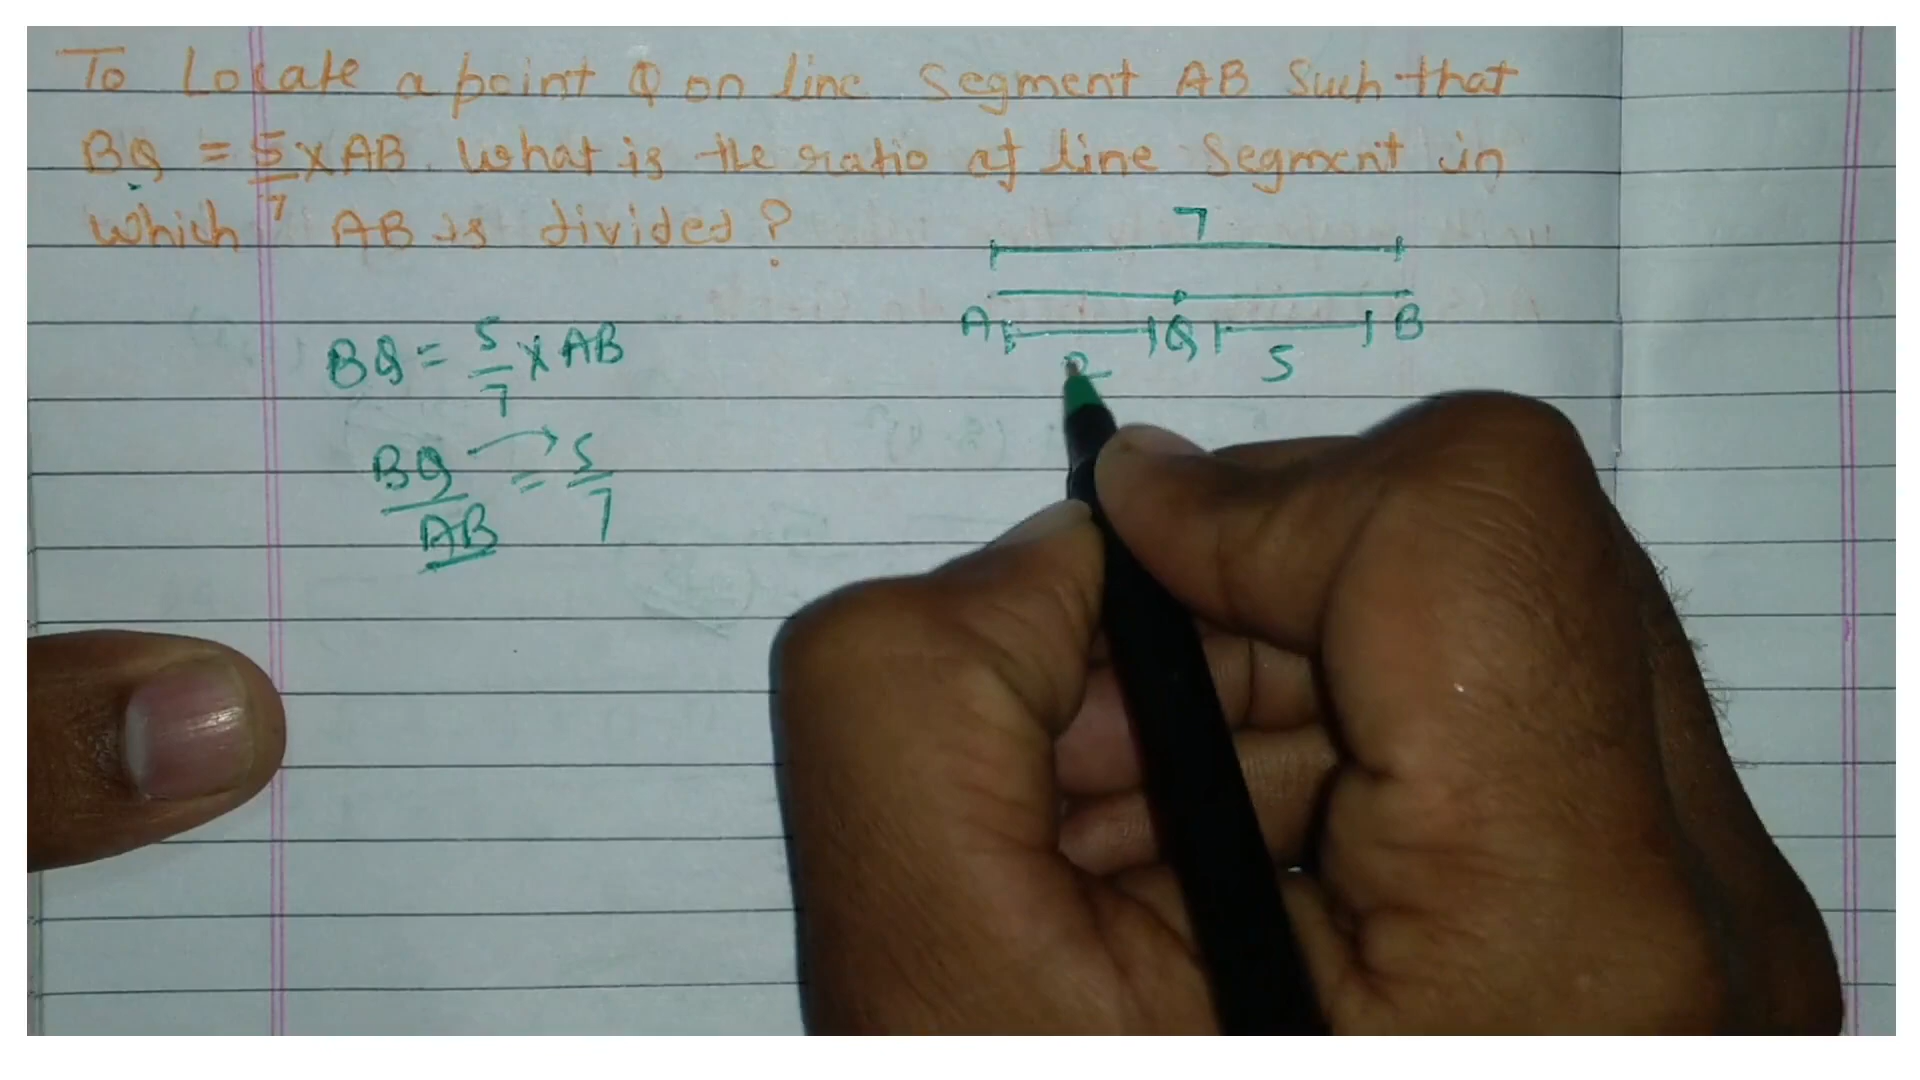 To Locate a point Q on line segment AB Such that
BQ = 5/7 X AB. What is the ratio of line Segment in
which AB is divided?
7
A Q B
2 5
BQ = 5/7 X AB
BQ/AB = 5/7